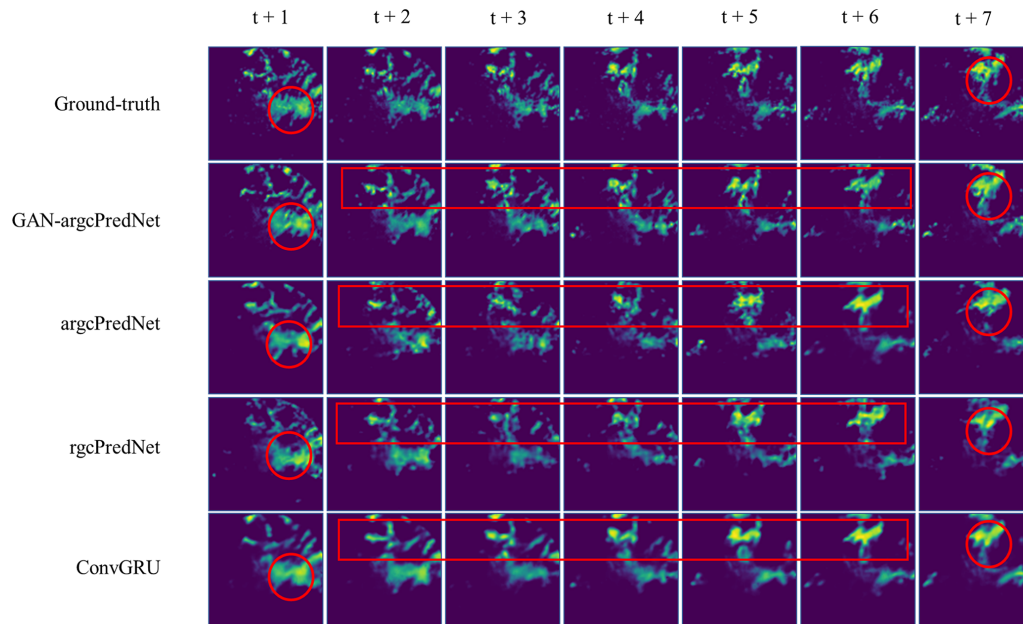 t + 1 t + 2 t + 3 t + 4 t + 5 t + 6 t + 7
Ground-truth
GAN-argcPredNet
argcPredNet
rgcPredNet
ConvGRU